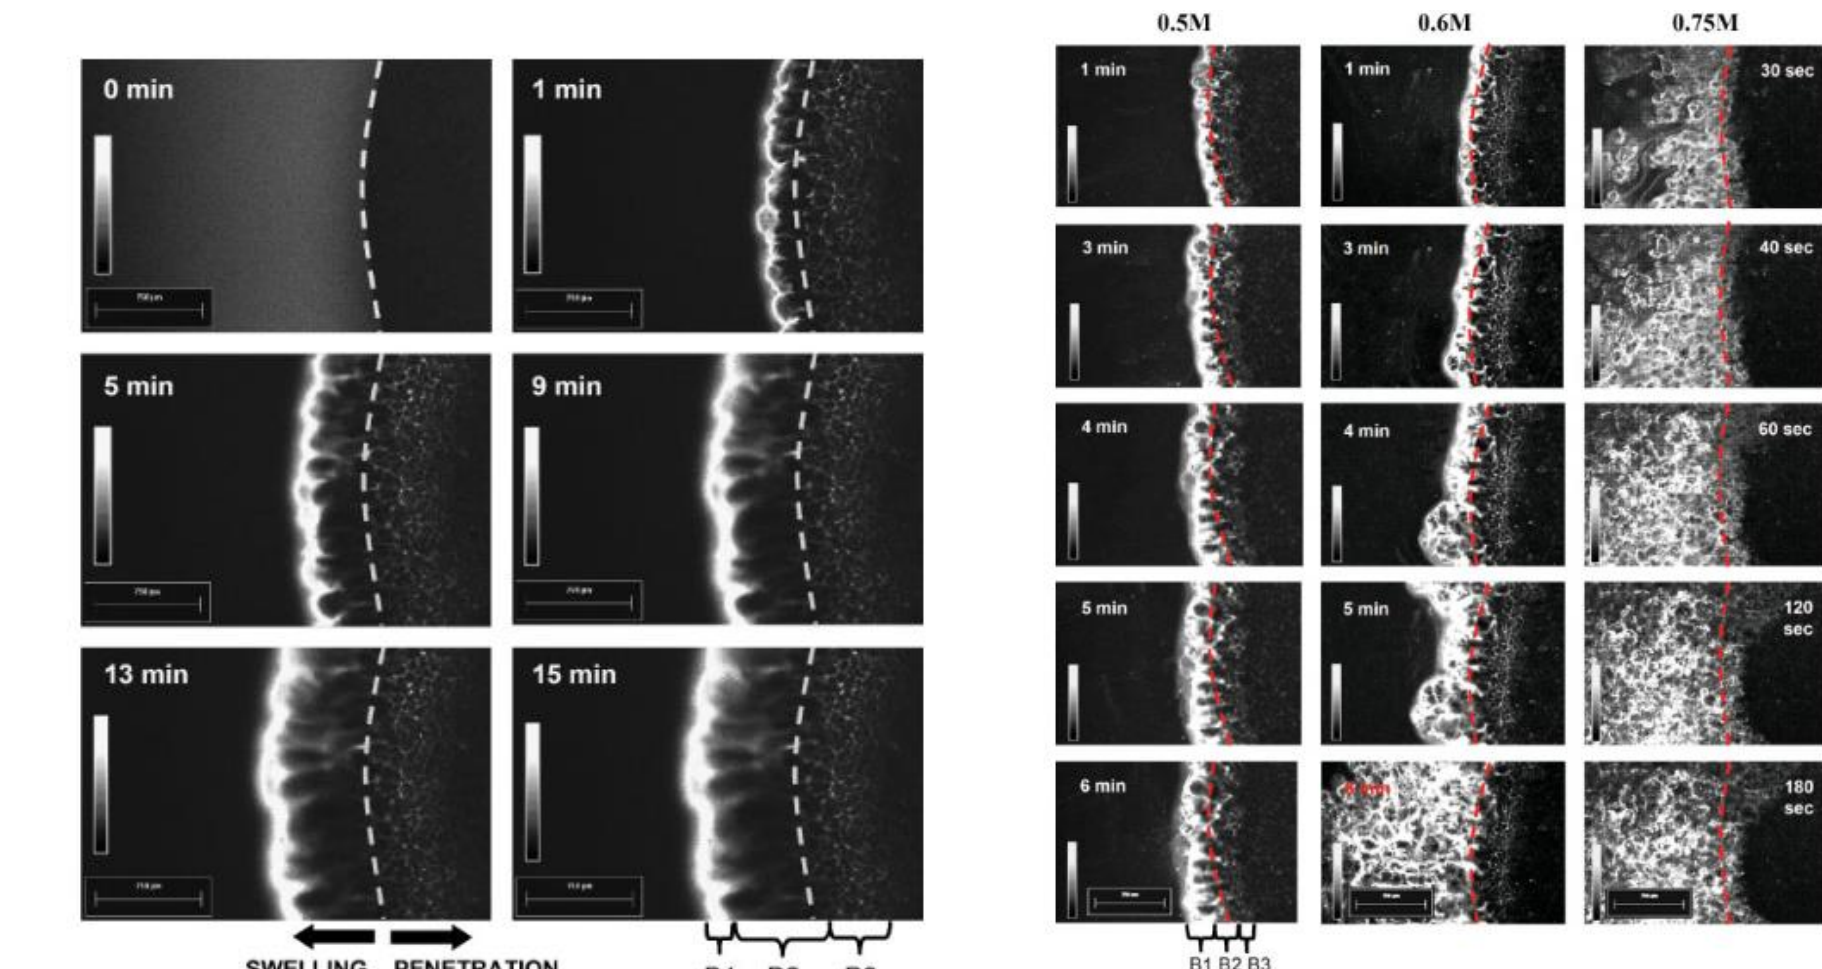 0.5M 0.6M 0.75M
0 min 1 min
5 min 9 min
13 min 15 min
SWELLING PENETRATION
1 min 1 min 30 sec
3 min 3 min 40 sec
4 min 4 min 60 sec
5 min 5 min 120
sec
6 min 180
sec
B1 B2 B3